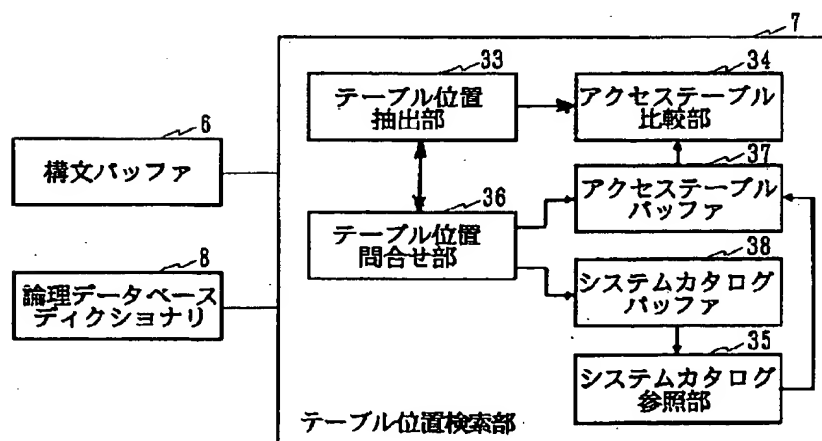 7
33
テーブル位置
抽出部
34
アクセステーブル
比較部
6
構文バッファ
36
テーブル位置
問合せ部
37
アクセステーブル
バッファ
8
論理データベース
ディクショナリ
38
システムカタログ
バッファ
35
システムカタログ
参照部
テーブル位置検索部